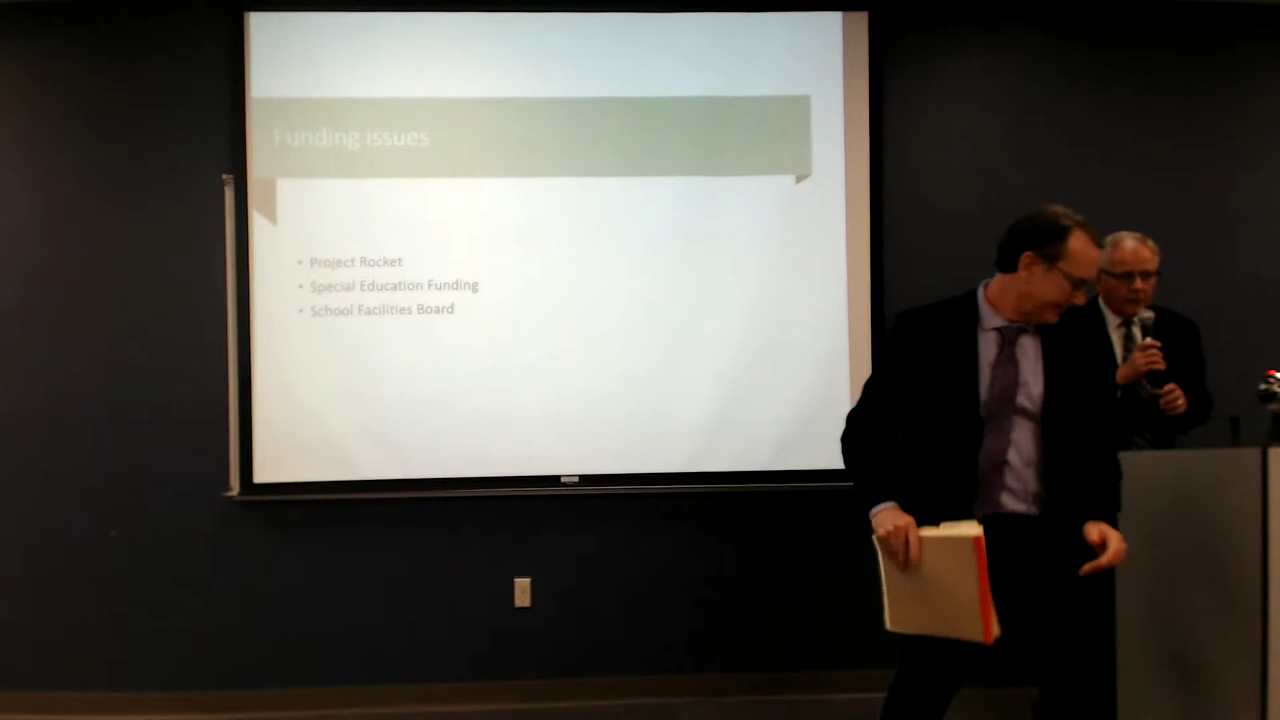 Funding issues
• Project Rocket
• Special Education Funding
• School Facilities Board